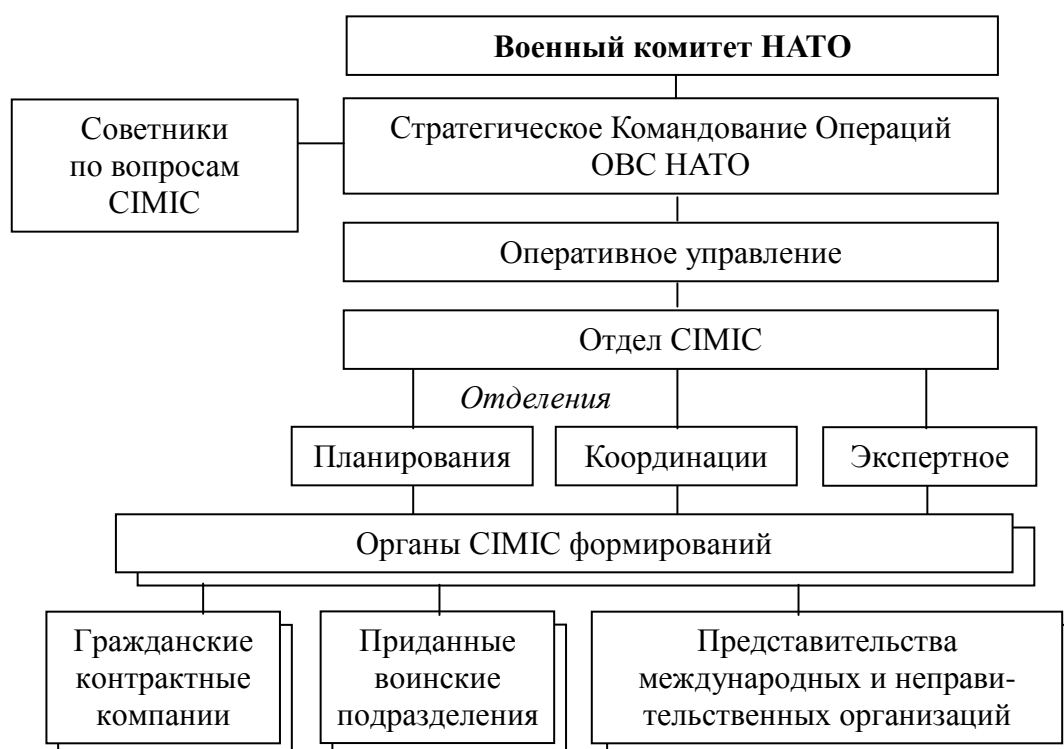 Военный комитет НАТО
Советники
по вопросам
CIMIC
Стратегическое Командование Операций
ОВС НАТО
Оперативное управление
Отдел CIMIC
Отделения
Планирования
Координации
Экспертное
Органы CIMIC формирований
Гражданские
контрактные
компании
Приданные
воинские
подразделения
Представительства
международных и неправи-
тельственных организаций